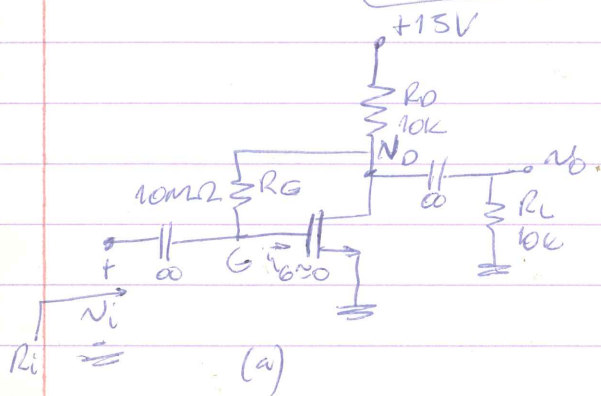 +15V
RD
10K
ND
No
10MΩ
RG
∞
RL
10K
+
∞
G
iG≈0
Ni
Ri
(a)